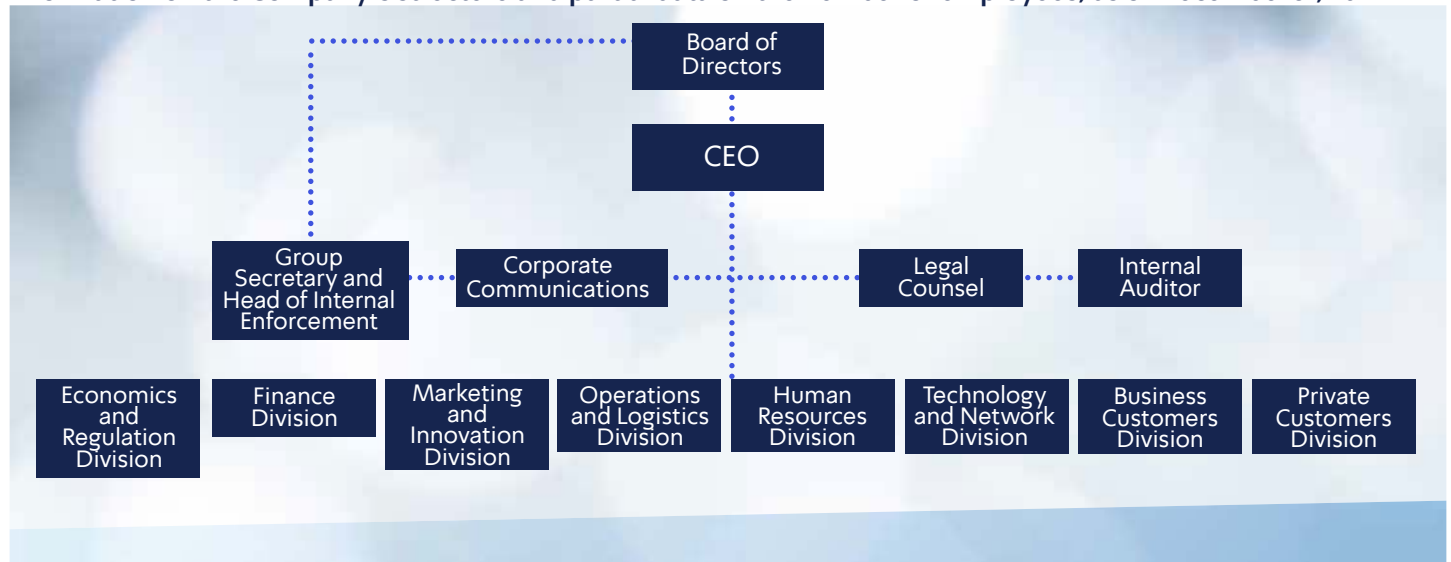 Board of
Directors
CEO
Group
Secretary and
Head of Internal
Enforcement
Corporate
Communications
Legal
Counsel
Internal
Auditor
Economics
and
Regulation
Division
Finance
Division
Marketing
and
Innovation
Division
Operations
and Logistics
Division
Human
Resources
Division
Technology
and Network
Division
Business
Customers
Division
Private
Customers
Division